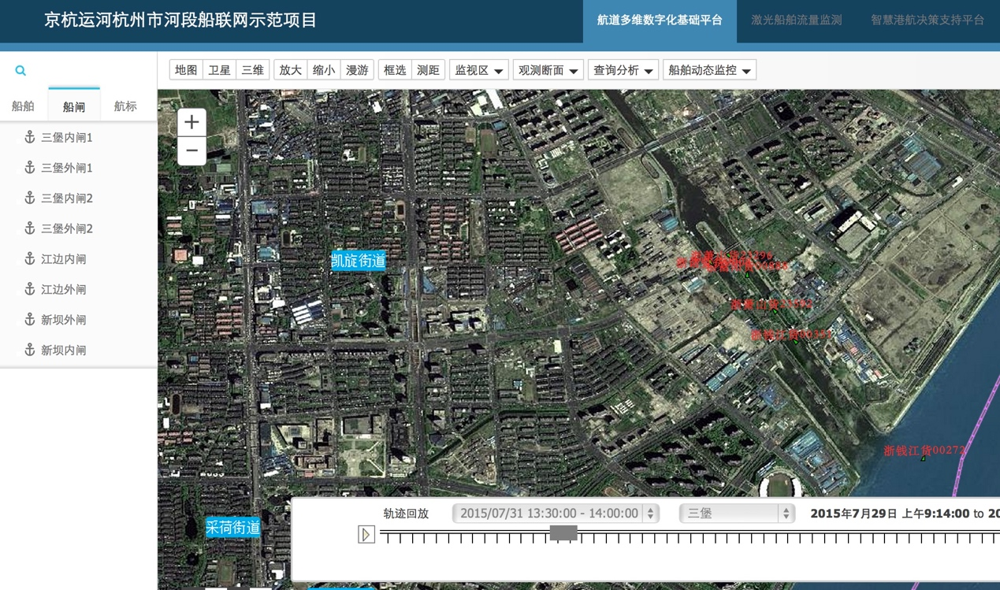 京杭运河杭州市河段船联网示范项目
航道多维数字化基础平台
激光船舶流量监测
智慧港航决策支持平台
地图 卫星 三维 放大 缩小 漫游 框选 测距 监视区 观测断面 查询分析 船舶动态监控
船舶 船闸 航标
三堡内闸1
三堡外闸1
三堡内闸2
三堡外闸2
江边内闸
江边外闸
新坝外闸
新坝内闸
凯旋街道
浙钱江货00272
采荷街道
轨迹回放 2015/07/31 13:30:00 - 14:00:00 三堡 2015年7月29日 上午9:14:00 to 20